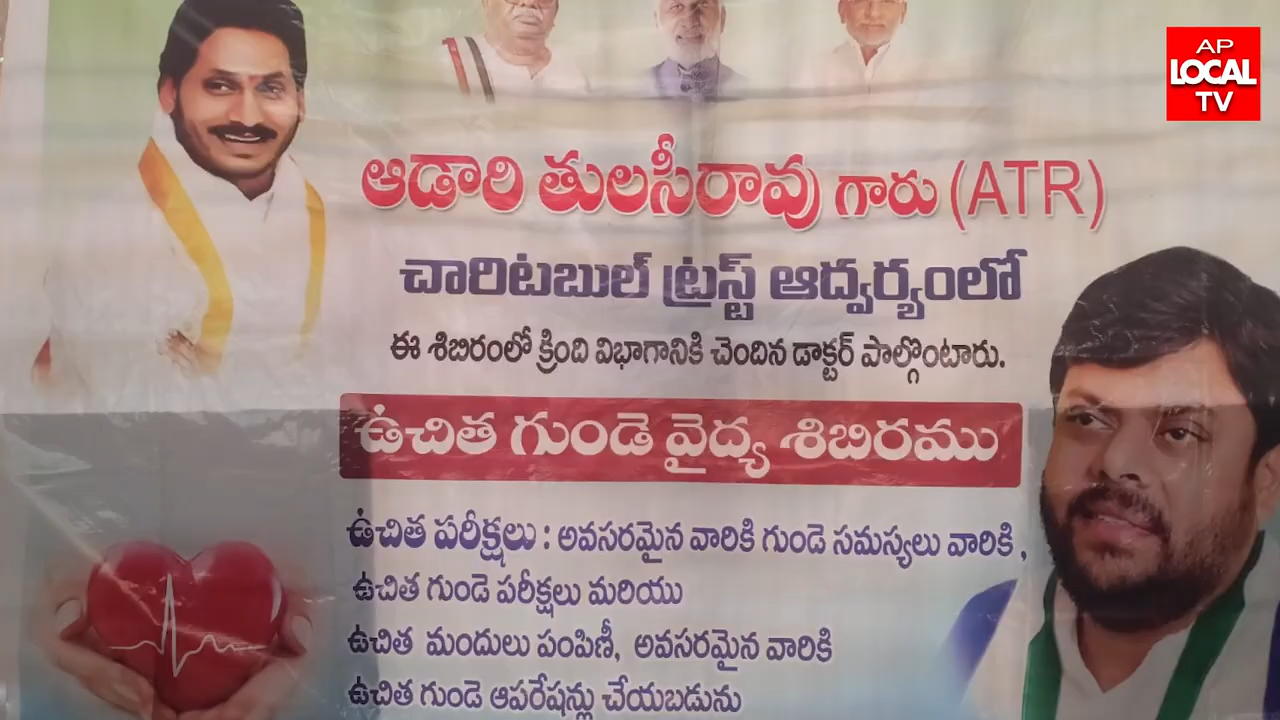 AP
LOCAL
TV
ఆడారి తులసీరావు గారు (ATR)
చారిటబుల్ ట్రస్ట్ ఆద్వర్యంలో
ఈ శిబిరంలో క్రింది విభాగానికి చెందిన డాక్టర్ పాల్గొంటారు.
ఉచిత గుండె వైద్య శిబిరము
ఉచిత పరీక్షలు : అవసరమైన వారికి గుండె సమస్యలు వారికి ,
ఉచిత గుండె పరీక్షలు మరియు
ఉచిత మందులు పంపిణీ, అవసరమైన వారికి
ఉచిత గుండె ఆపరేషన్లు చేయబడును